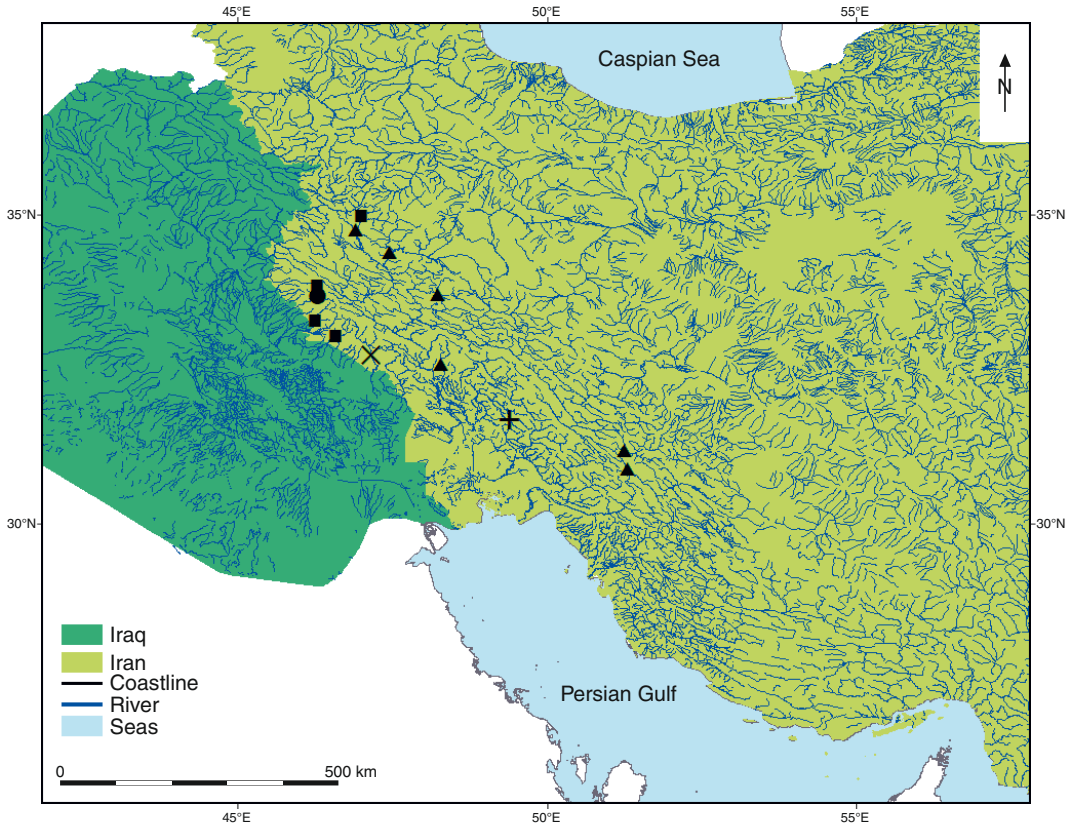 45°E 50°E 55°E
Caspian Sea
N
35°N 35°N
30°N 30°N
Iraq
Iran
Coastline
River
Seas
Persian Gulf
0 500 km
45°E 50°E 55°E